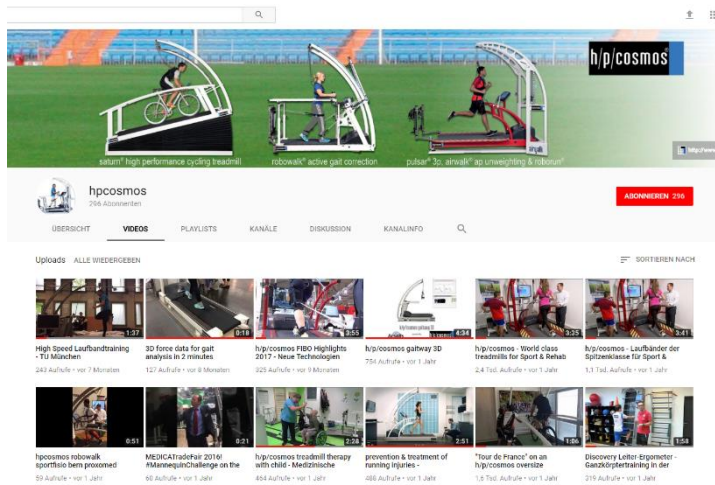 h/p/cosmos
saturn® high performance cycling treadmill
robowalk® active gait correction
pulsar® 3p, airwalk® ap unweighting & roborun®
hpcosmos
296 Abonnenten
ABONNIEREN 296
ÜBERSICHT VIDEOS PLAYLISTS KANÄLE DISKUSSION KANALINFO
Uploads ALLE WIEDERGEBEN
SORTIEREN NACH
1:37 0:18 3:55 4:34 3:25 3:41
High Speed Laufbandtraining
- TU München
243 Aufrufe • vor 7 Monaten
3D force data for gait
analysis in 2 minutes
127 Aufrufe • vor 8 Monaten
h/p/cosmos FIBO Highlights
2017 - Neue Technologien
325 Aufrufe • vor 9 Monaten
h/p/cosmos gaitway 3D
754 Aufrufe • vor 1 Jahr
h/p/cosmos - World class
treadmills for Sport & Rehab
2,4 Tsd. Aufrufe • vor 1 Jahr
h/p/cosmos - Laufbänder der
Spitzenklasse für Sport &
1,1 Tsd. Aufrufe • vor 1 Jahr
0:51 0:21 2:28 2:51 1:06 1:58
hpcosmos robowalk
sportfisio bern proxomed
59 Aufrufe • vor 1 Jahr
MEDICATradeFair 2016!
#MannequinChallenge on the
60 Aufrufe • vor 1 Jahr
h/p/cosmos treadmill therapy
with child - Medizinische
464 Aufrufe • vor 1 Jahr
prevention & treatment of
running injuries -
488 Aufrufe • vor 1 Jahr
"Tour de France" on an
h/p/cosmos oversize
1,6 Tsd. Aufrufe • vor 1 Jahr
Discovery Leiter-Ergometer -
Ganzkörpertraining in der
319 Aufrufe • vor 1 Jahr